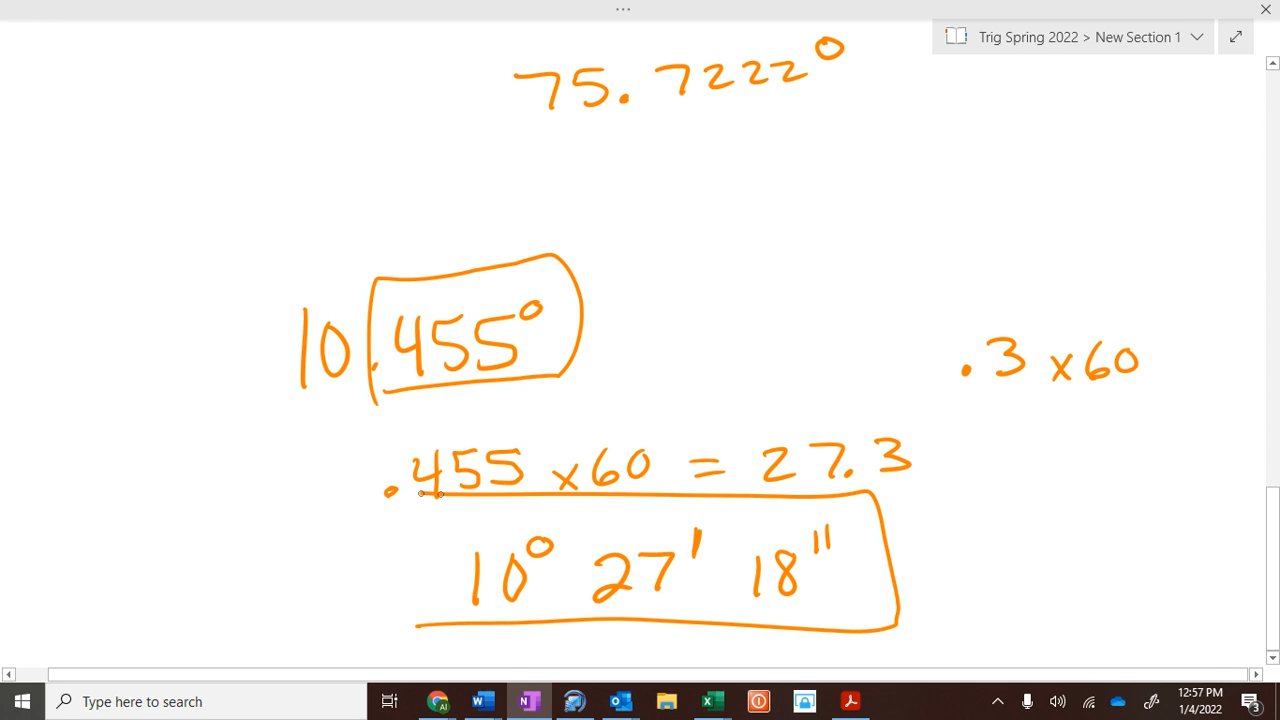 Trig Spring 2022 > New Section 1
75.7222°
10.455°
.3 x 60
.455 x 60 = 27.3
10° 27' 18"
Type here to search
12:57 PM
1/4/2022
3